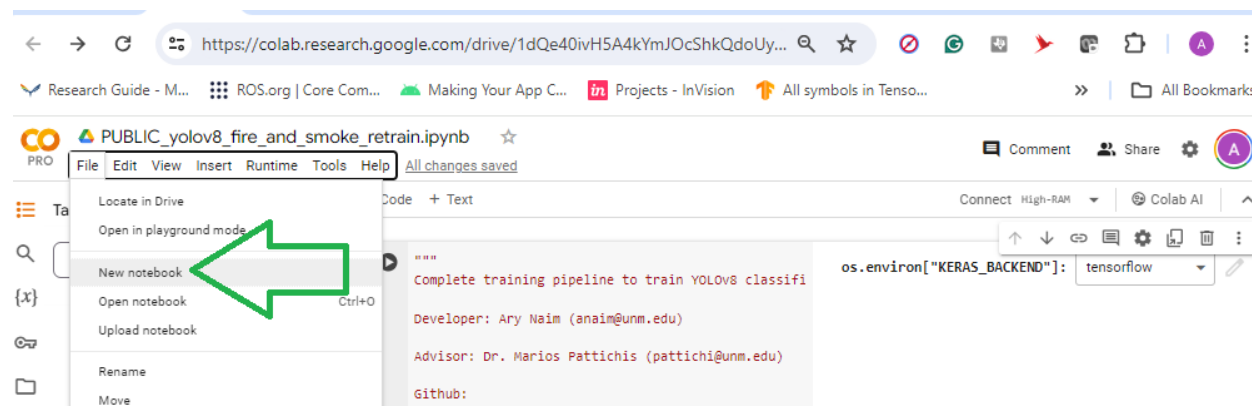 https://colab.research.google.com/drive/1dQe40ivH5A4kYmJOcShkQdoUy...
A
Research Guide - M... ROS.org | Core Com... Making Your App C... in Projects - InVision All symbols in Tenso... » All Bookmarks
CO PUBLIC_yolov8_fire_and_smoke_retrain.ipynb
PRO File Edit View Insert Runtime Tools Help All changes saved Comment Share A
Ta Locate in Drive Code + Text Connect High-RAM Colab AI
Open in playground mode
"""
New notebook
Complete training pipeline to train YOLOv8 classifi
os.environ["KERAS_BACKEND"]: tensorflow
{x} Open notebook Ctrl+O
Developer: Ary Naim (anaim@unm.edu)
Upload notebook
Advisor: Dr. Marios Pattichis (pattichi@unm.edu)
Rename
Github:
Move